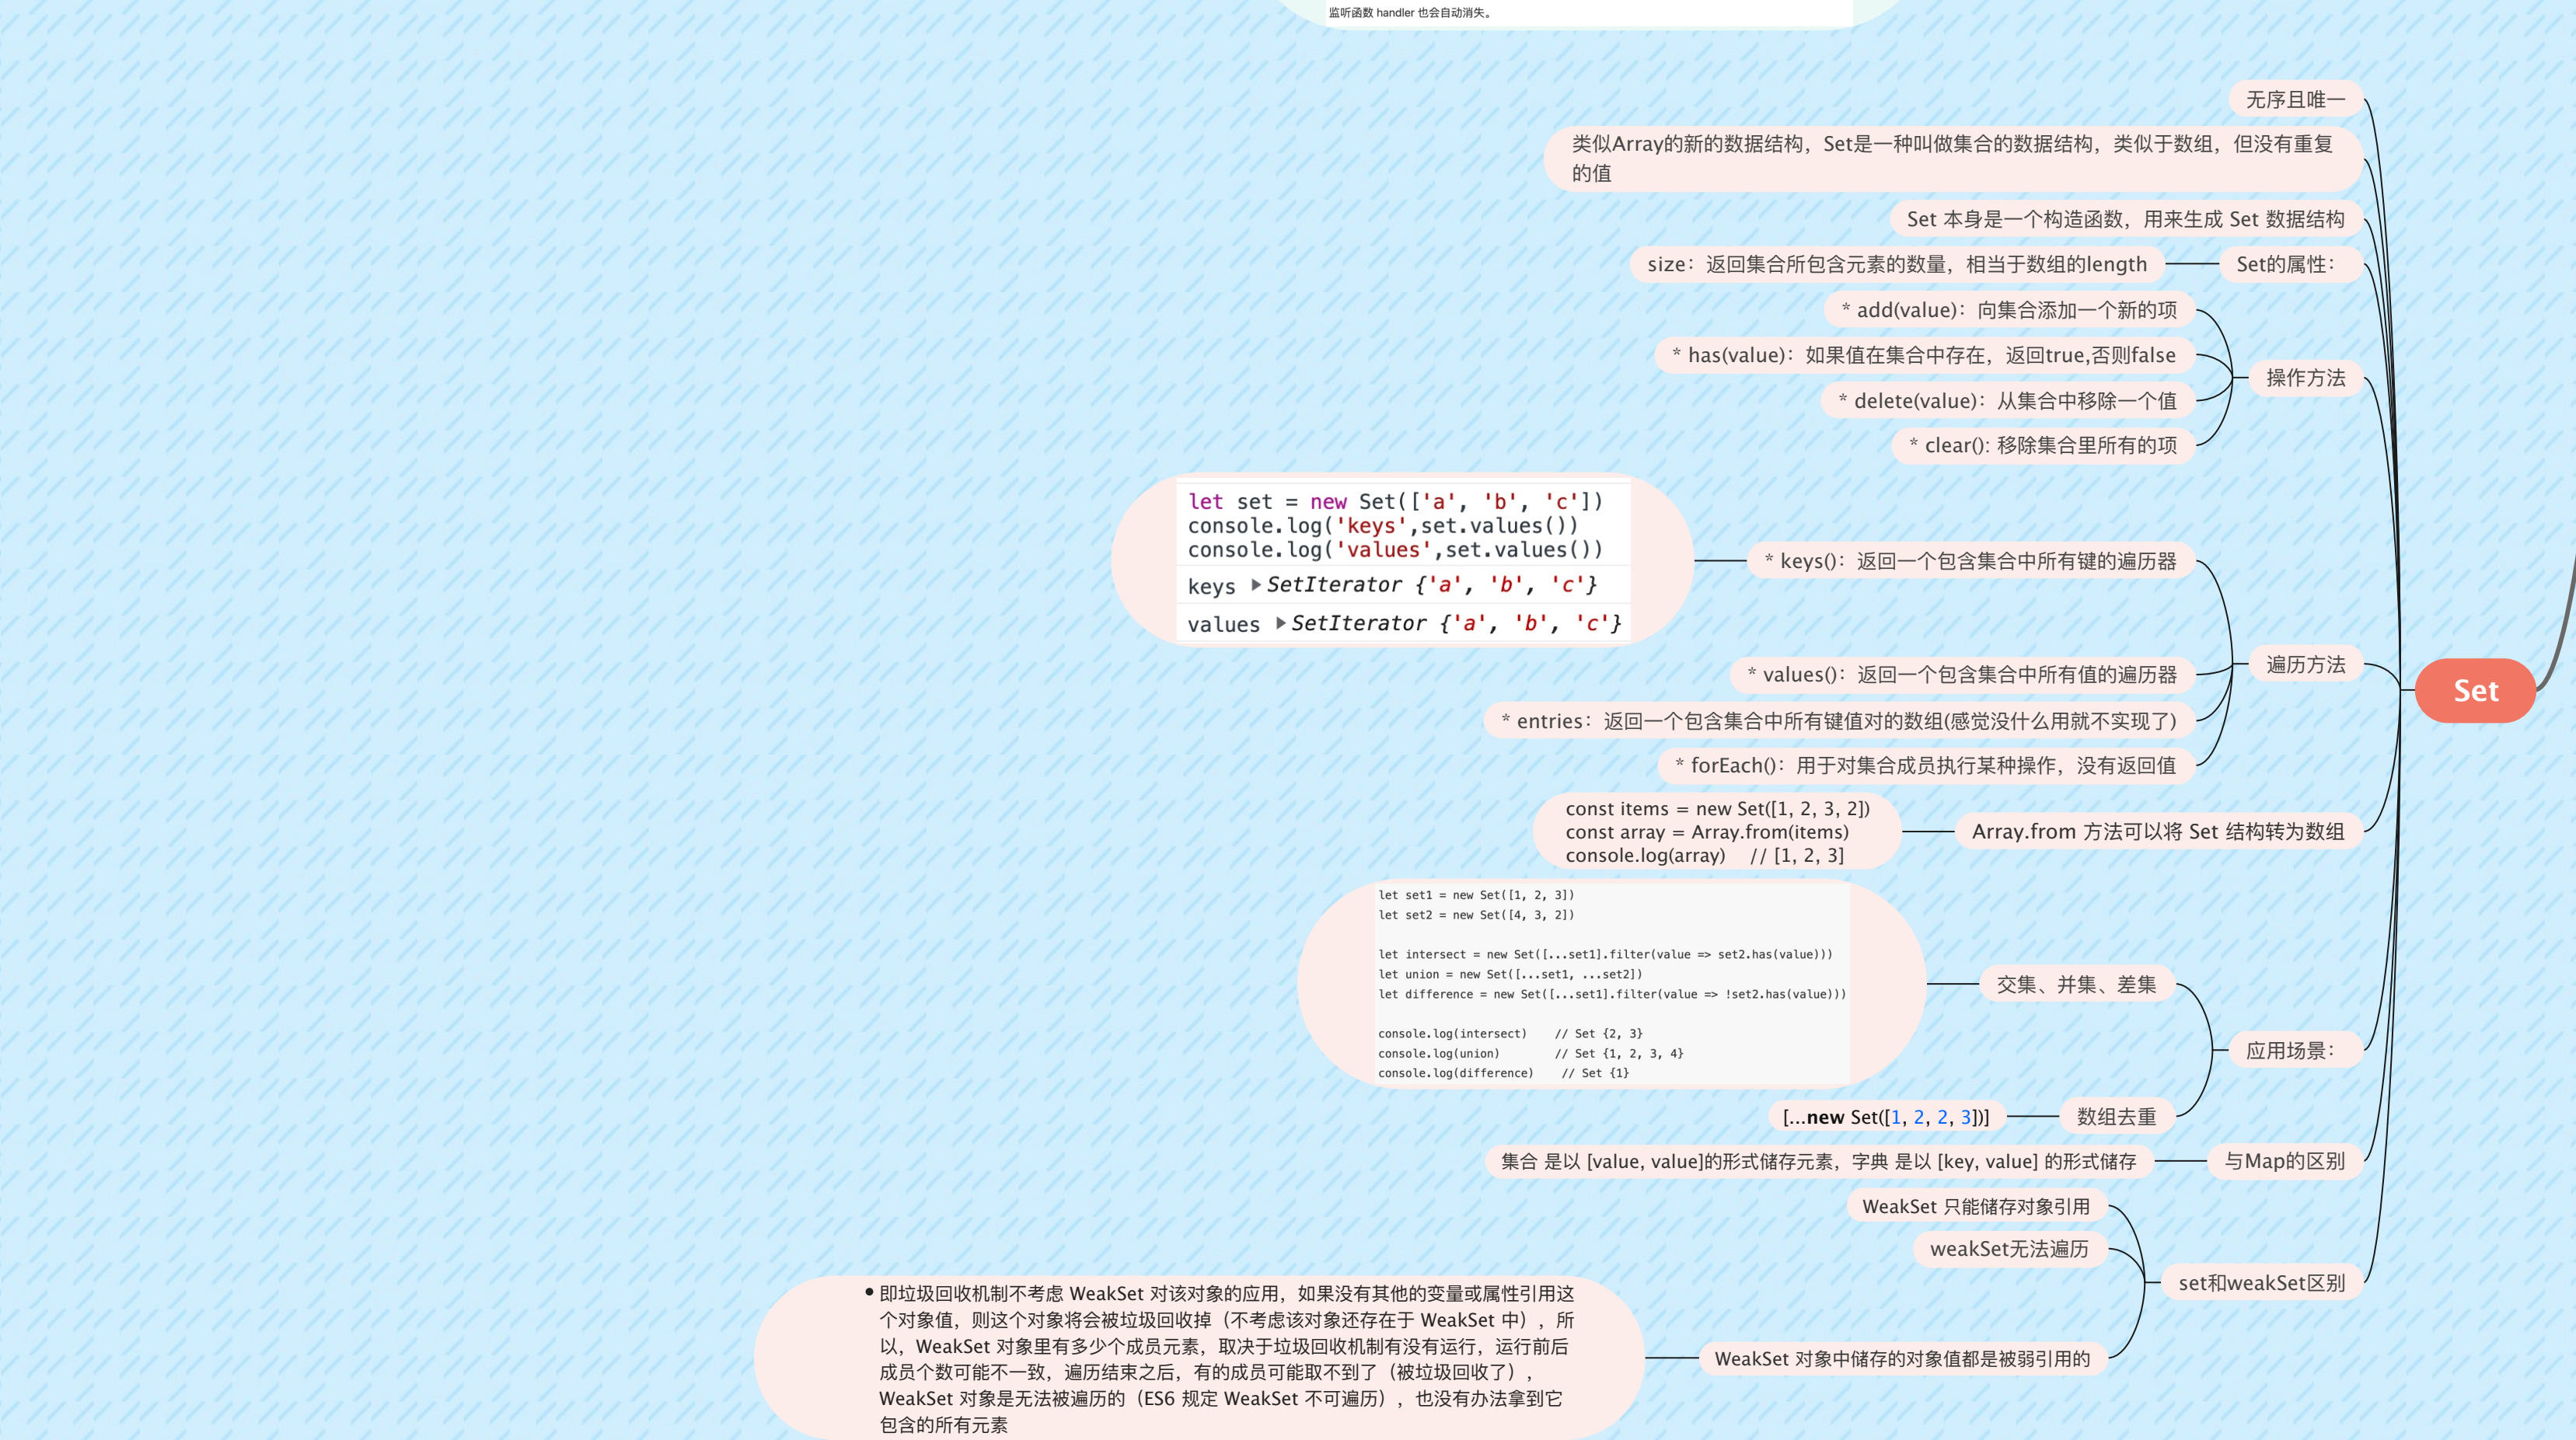 监听函数 handler 也会自动消失。
无序且唯一
类似Array的新的数据结构，Set是一种叫做集合的数据结构，类似于数组，但没有重复
的值
Set 本身是一个构造函数，用来生成 Set 数据结构
Set的属性：
size：返回集合所包含元素的数量，相当于数组的length
操作方法
* add(value)：向集合添加一个新的项
* has(value)：如果值在集合中存在，返回true,否则false
* delete(value)：从集合中移除一个值
* clear(): 移除集合里所有的项
Set
遍历方法
* keys()：返回一个包含集合中所有键的遍历器
let set = new Set(['a', 'b', 'c'])
console.log('keys',set.values())
console.log('values',set.values())
keys ▶SetIterator {'a', 'b', 'c'}
values ▶SetIterator {'a', 'b', 'c'}
* values()：返回一个包含集合中所有值的遍历器
* entries：返回一个包含集合中所有键值对的数组(感觉没什么用就不实现了)
* forEach()：用于对集合成员执行某种操作，没有返回值
Array.from 方法可以将 Set 结构转为数组
const items = new Set([1, 2, 3, 2])
const array = Array.from(items)
console.log(array)    // [1, 2, 3]
应用场景：
交集、并集、差集
let set1 = new Set([1, 2, 3])
let set2 = new Set([4, 3, 2])
let intersect = new Set([...set1].filter(value => set2.has(value)))
let union = new Set([...set1, ...set2])
let difference = new Set([...set1].filter(value => !set2.has(value)))
console.log(intersect)    // Set {2, 3}
console.log(union)        // Set {1, 2, 3, 4}
console.log(difference)    // Set {1}
数组去重
[...new Set([1, 2, 2, 3])]
与Map的区别
集合 是以 [value, value]的形式储存元素，字典 是以 [key, value] 的形式储存
set和weakSet区别
WeakSet 只能储存对象引用
weakSet无法遍历
WeakSet 对象中储存的对象值都是被弱引用的
• 即垃圾回收机制不考虑 WeakSet 对该对象的应用，如果没有其他的变量或属性引用这
个对象值，则这个对象将会被垃圾回收掉（不考虑该对象还存在于 WeakSet 中），所
以，WeakSet 对象里有多少个成员元素，取决于垃圾回收机制有没有运行，运行前后
成员个数可能不一致，遍历结束之后，有的成员可能取不到了（被垃圾回收了），
WeakSet 对象是无法被遍历的（ES6 规定 WeakSet 不可遍历），也没有办法拿到它
包含的所有元素